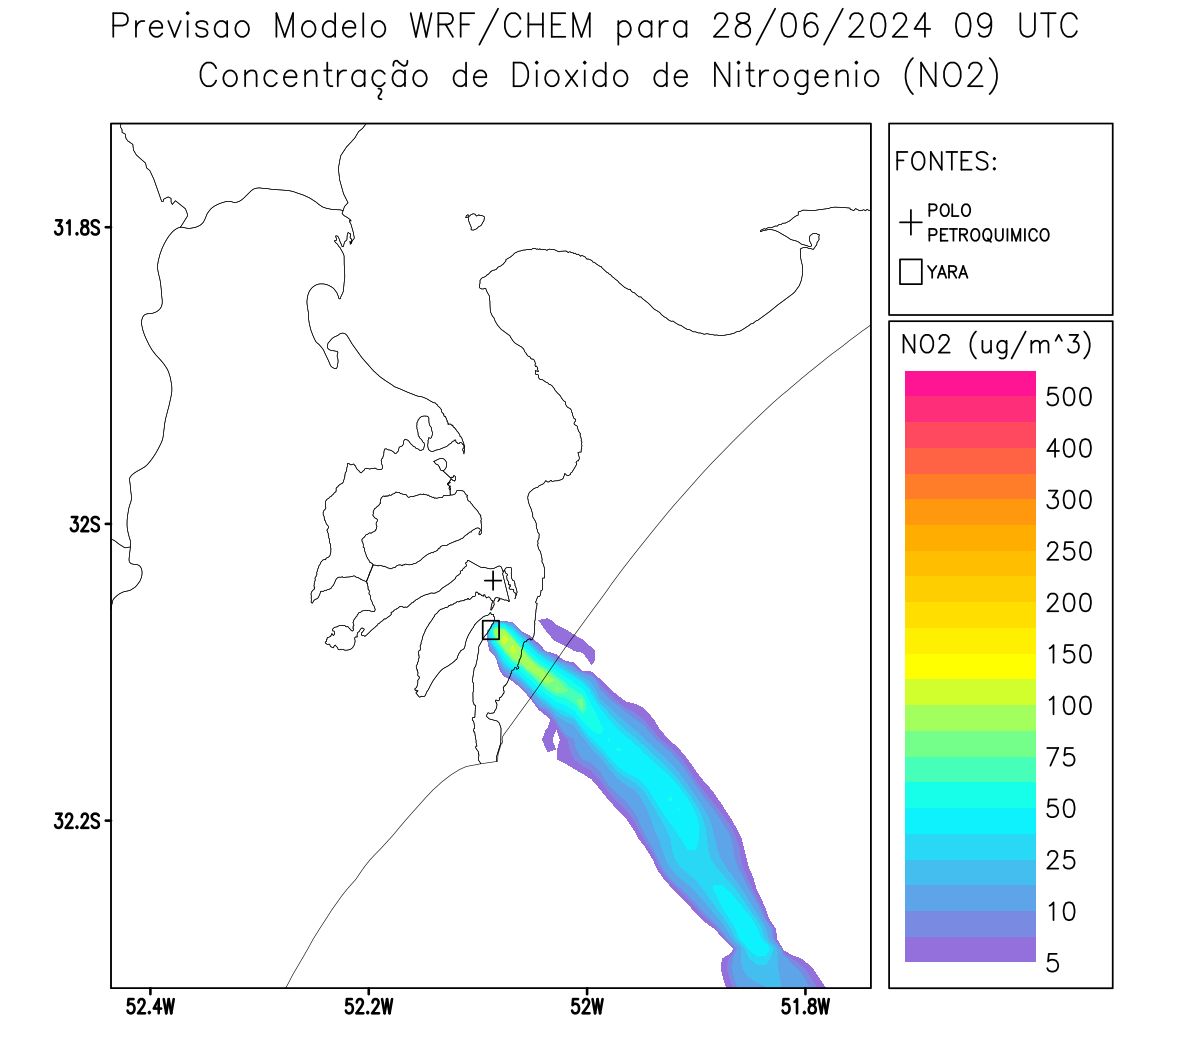 Previsao Modelo WRF/CHEM para 28/06/2024 09 UTC
Concentração de Dioxido de Nitrogenio (NO2)
FONTES:
POLO
PETROQUIMICO
YARA
NO2 (ug/m^3)
500
400
300
250
200
150
100
75
50
25
10
5
31.8S
32S
32.2S
52.4W
52.2W
52W
51.8W